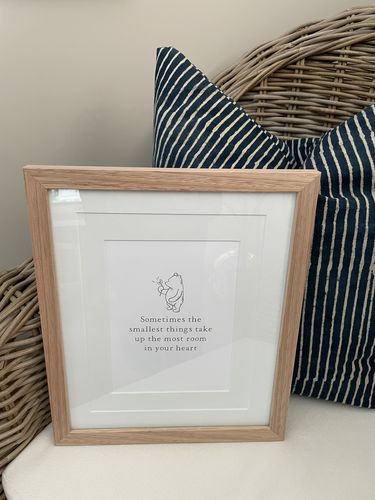 Sometimes the
smallest things take
up the most room
in your heart